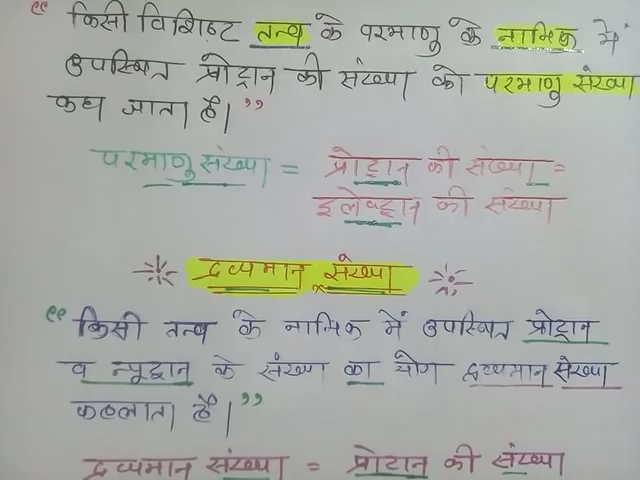 "किसी विशिष्ट तत्व के परमाणु के नाभिक में
उपस्थित प्रोट्रान की संख्या को परमाणु संख्या
कहा जाता है।"
परमाणु संख्या = प्रोट्रान की संख्या =
इलेक्ट्रान की संख्या
द्रव्यमान संख्या
"किसी तत्व के नाभिक में उपस्थित प्रोट्रान
व न्यूट्रान के संख्या का योग द्रव्यमान संख्या
कहलाता है।"
द्रव्यमान संख्या = प्रोटान की संख्या